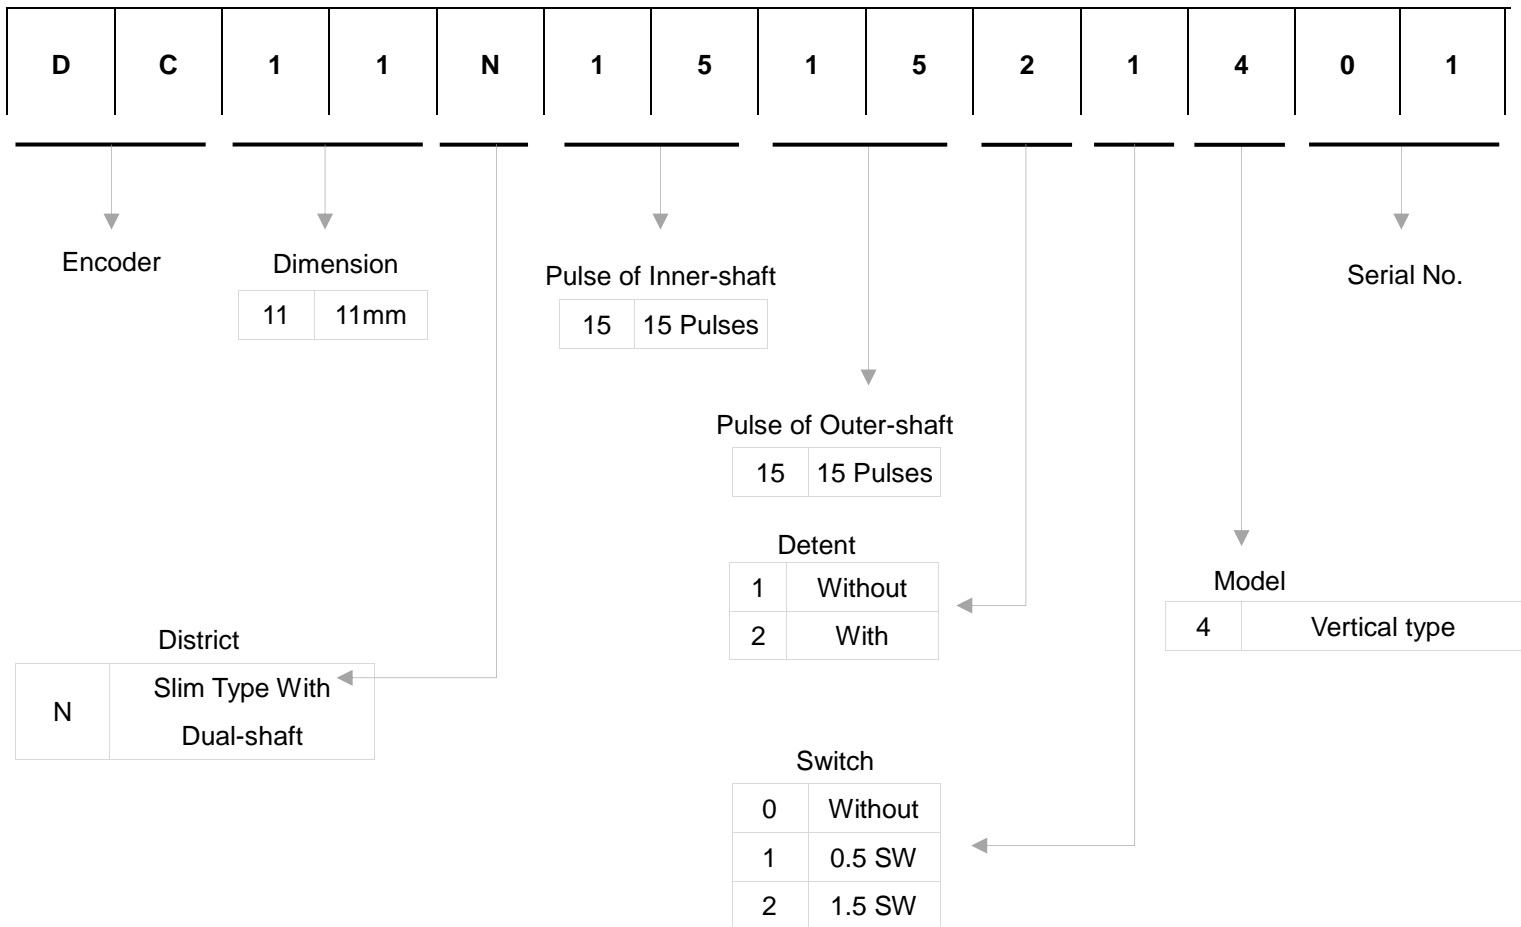 D C 1 1 N 1 5 1 5 2 1 4 0 1
Encoder
Dimension
11 11mm
Pulse of Inner-shaft
15 15 Pulses
Serial No.
Pulse of Outer-shaft
15 15 Pulses
Detent
1 Without
2 With
Model
4 Vertical type
District
N
Slim Type With
Dual-shaft
Switch
0 Without
1 0.5 SW
2 1.5 SW